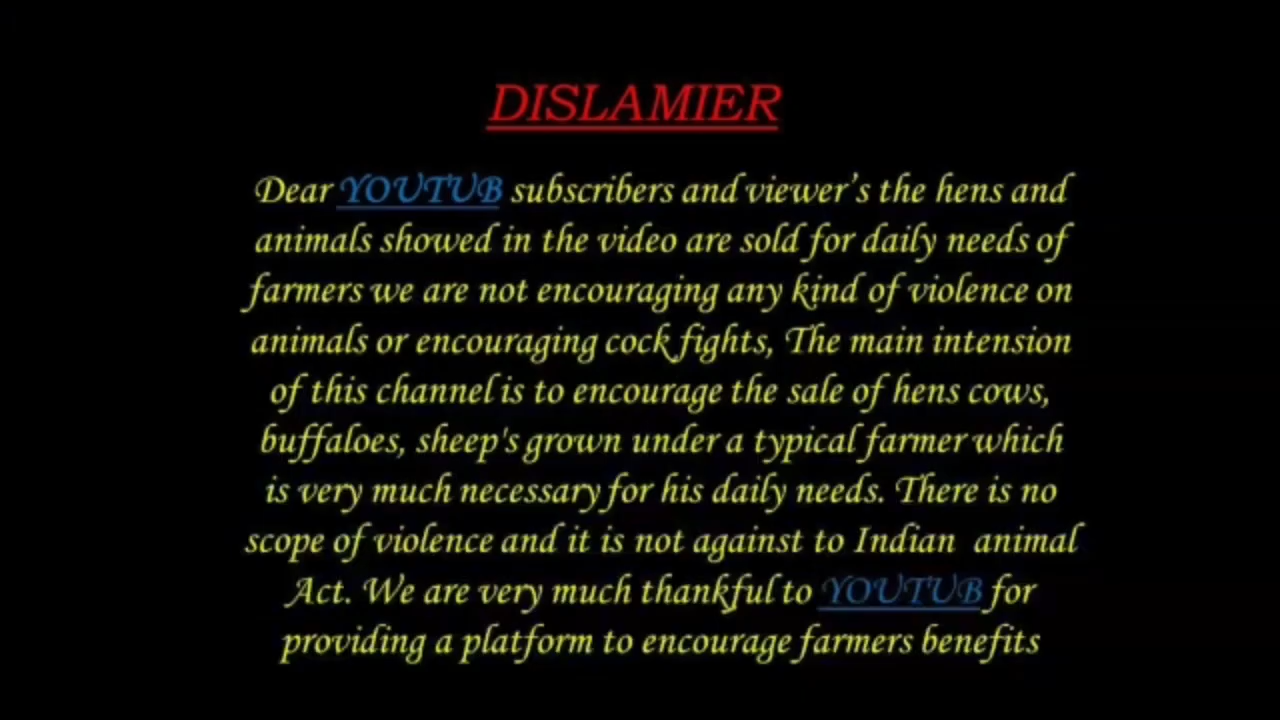 DISLAMIER
Dear YOUTUB subscribers and viewer's the hens and
animals showed in the video are sold for daily needs of
farmers we are not encouraging any kind of violence on
animals or encouraging cock fights, The main intension
of this channel is to encourage the sale of hens cows,
buffaloes, sheep's grown under a typical farmer which
is very much necessary for his daily needs. There is no
scope of violence and it is not against to Indian animal
Act. We are very much thankful to YOUTUB for
providing a platform to encourage farmers benefits